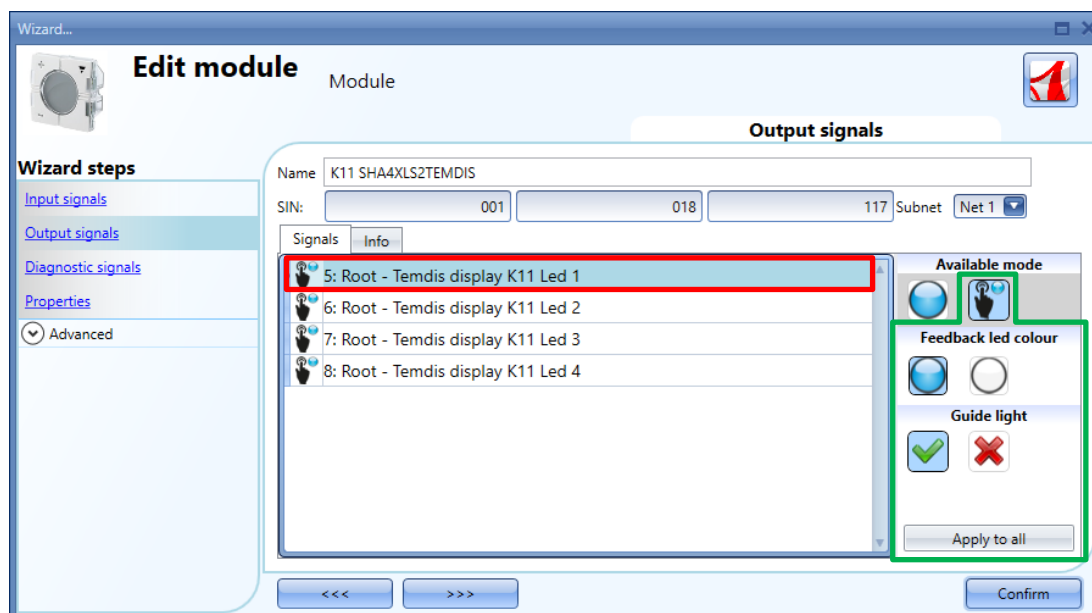 Wizard...
Edit module
Module
Output signals
Wizard steps
Input signals
Output signals
Diagnostic signals
Properties
Advanced
Name K11 SHA4XLS2TEMDIS
SIN: 001 018 117 Subnet Net 1
Signals Info
5: Root - Temdis display K11 Led 1
6: Root - Temdis display K11 Led 2
7: Root - Temdis display K11 Led 3
8: Root - Temdis display K11 Led 4
Available mode
Feedback led colour
Guide light
Apply to all
<<< >>> Confirm